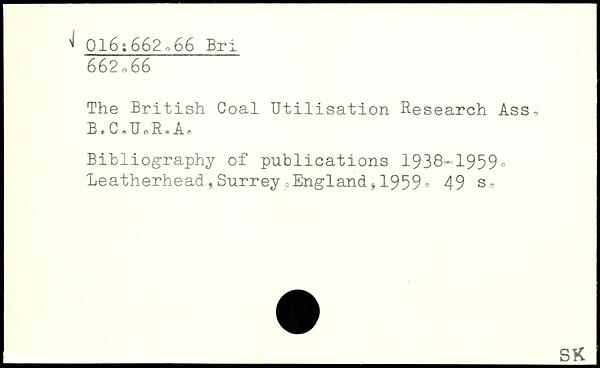 √ 016:662.66 Bri
662.66
The British Coal Utilisation Research Ass.
B.C.U.R.A.
Bibliography of publications 1938-1959.
Leatherhead,Surrey.England,1959. 49 s.
SK